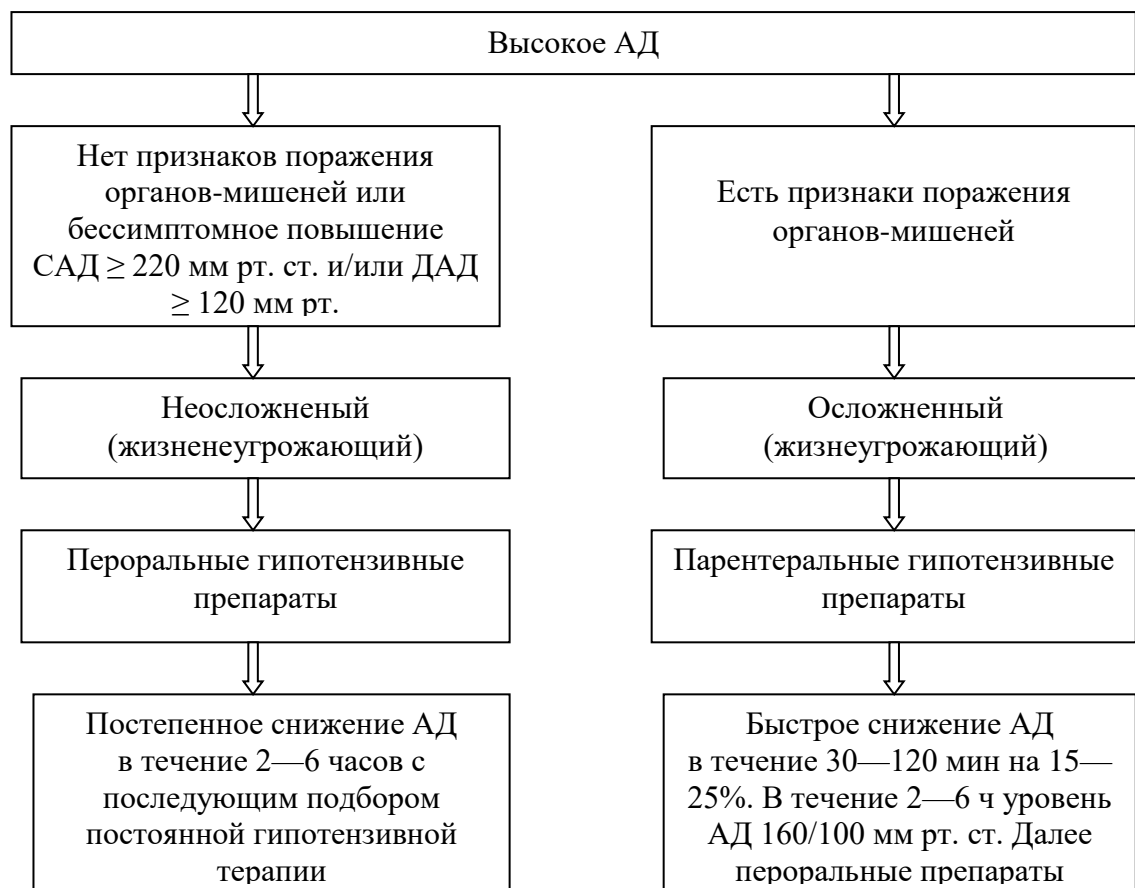 Высокое АД
Нет признаков поражения
органов-мишеней или
бессимптомное повышение
САД ≥ 220 мм рт. ст. и/или ДАД
≥ 120 мм рт.
Есть признаки поражения
органов-мишеней
Неосложненый
(жизненеугрожающий)
Осложненный
(жизнеугрожающий)
Пероральные гипотензивные
препараты
Парентеральные гипотензивные
препараты
Постепенное снижение АД
в течение 2—6 часов с
последующим подбором
постоянной гипотензивной
терапии
Быстрое снижение АД
в течение 30—120 мин на 15—
25%. В течение 2—6 ч уровень
АД 160/100 мм рт. ст. Далее
пероральные препараты